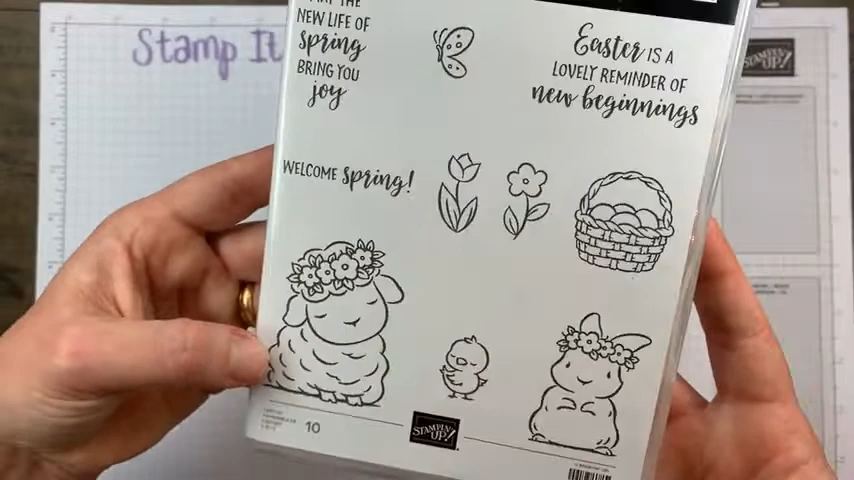 Stamp It
THE
NEW LIFE OF
spring
BRING YOU
joy
Easter IS A
LOVELY REMINDER OF
new beginnings
STAMPIN' UP!
WELCOME spring!
10
STAMPIN' UP!